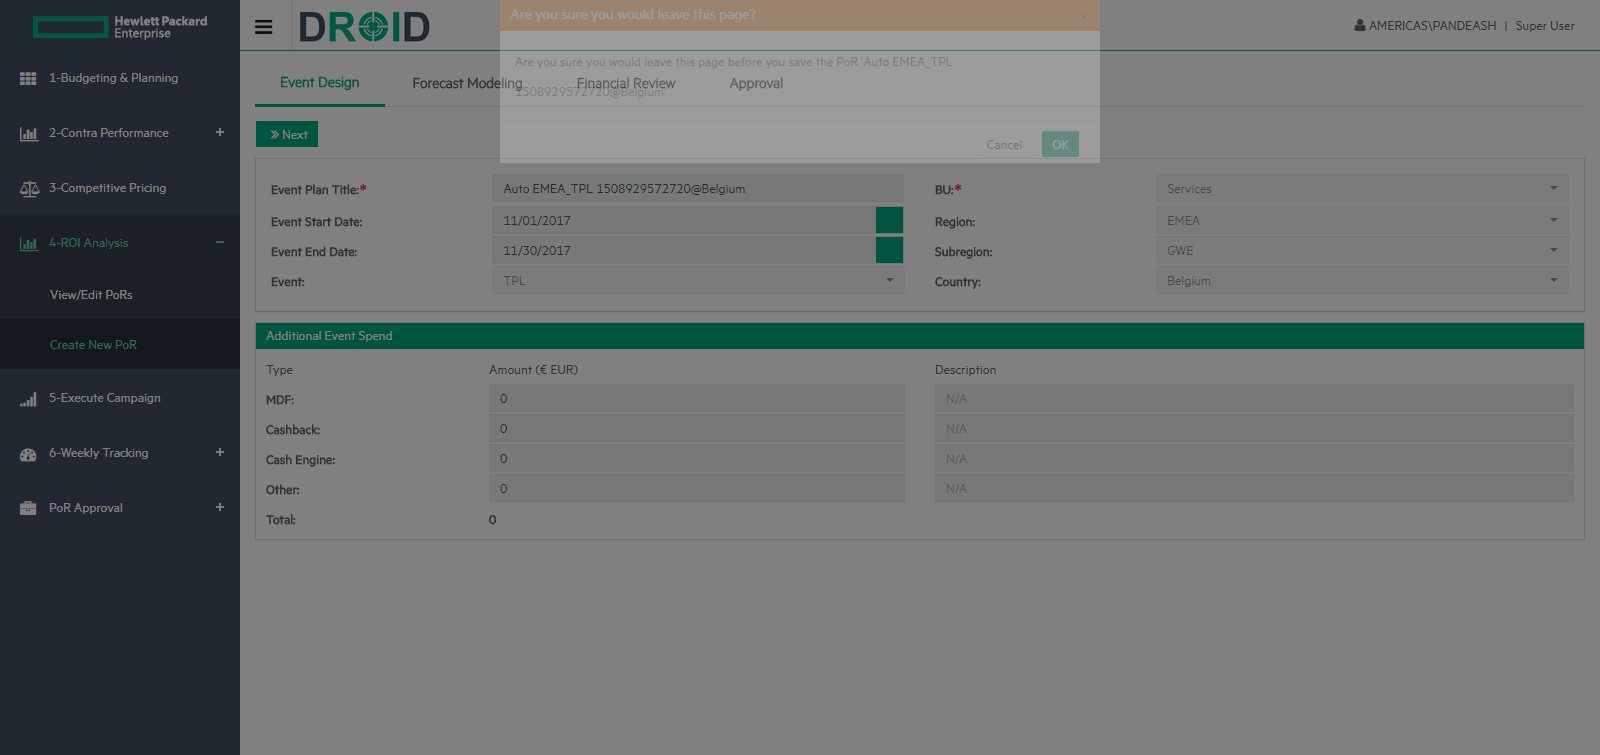 Hewlett Packard
Enterprise
DROID
AMERICAS\PANDEASH | Super User
1-Budgeting & Planning
2-Contra Performance +
3-Competitive Pricing
4-ROI Analysis −
View/Edit PoRs
Create New PoR
5-Execute Campaign
6-Weekly Tracking +
PoR Approval +
Are you sure you would leave this page? ×
Are you sure you would leave this page before you save the PoR 'Auto EMEA_TPL
1508929572720@Belgium'
Cancel OK
Event Design Forecast Modeling Financial Review Approval
» Next
Event Plan Title:* Auto EMEA_TPL 1508929572720@Belgium BU:* Services
Event Start Date: 11/01/2017 Region: EMEA
Event End Date: 11/30/2017 Subregion: GWE
Event: TPL Country: Belgium
Additional Event Spend
Type Amount (€ EUR) Description
MDF: 0 N/A
Cashback: 0 N/A
Cash Engine: 0 N/A
Other: 0 N/A
Total: 0